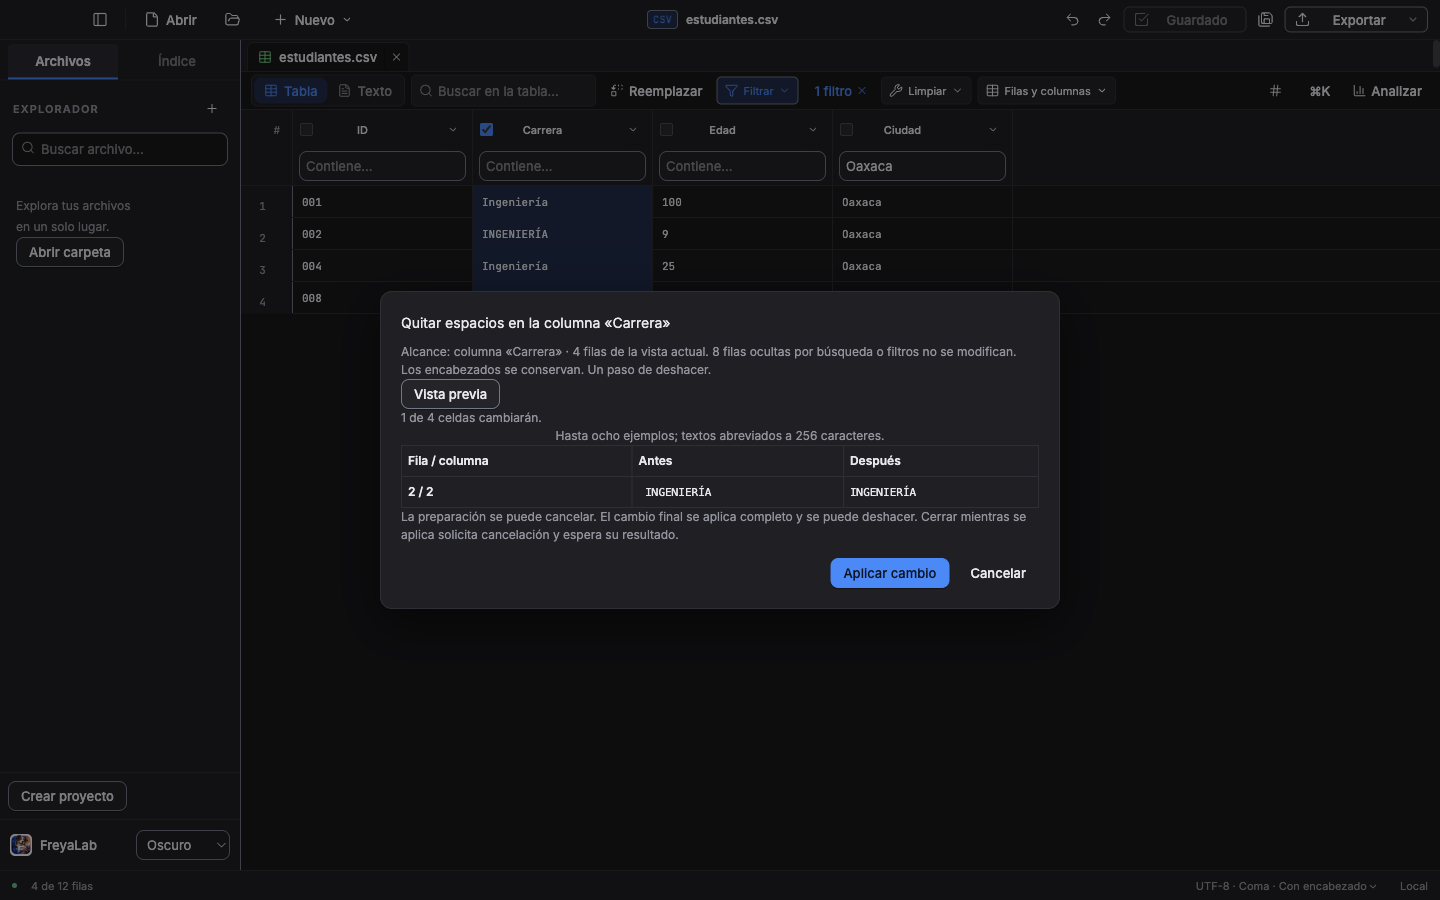 Abrir
Nuevo
CSV estudiantes.csv
Guardado
Exportar
Archivos
Índice
estudiantes.csv
EXPLORADOR
Buscar archivo...
Explora tus archivos
en un solo lugar.
Abrir carpeta
Tabla
Texto
Buscar en la tabla...
Reemplazar
Filtrar
1 filtro
Limpiar
Filas y columnas
#
⌘K
Analizar
# ID Carrera Edad Ciudad
Contiene... Contiene... Contiene... Oaxaca
1 001 Ingeniería 100 Oaxaca
2 002 INGENIERÍA 9 Oaxaca
3 004 Ingeniería 25 Oaxaca
4 008
Quitar espacios en la columna «Carrera»
Alcance: columna «Carrera» · 4 filas de la vista actual. 8 filas ocultas por búsqueda o filtros no se modifican.
Los encabezados se conservan. Un paso de deshacer.
Vista previa
1 de 4 celdas cambiarán.
Hasta ocho ejemplos; textos abreviados a 256 caracteres.
Fila / columna Antes Después
2 / 2 INGENIERÍA INGENIERÍA
La preparación se puede cancelar. El cambio final se aplica completo y se puede deshacer. Cerrar mientras se
aplica solicita cancelación y espera su resultado.
Aplicar cambio
Cancelar
Crear proyecto
FreyaLab
Oscuro
4 de 12 filas
UTF-8 · Coma · Con encabezado
Local